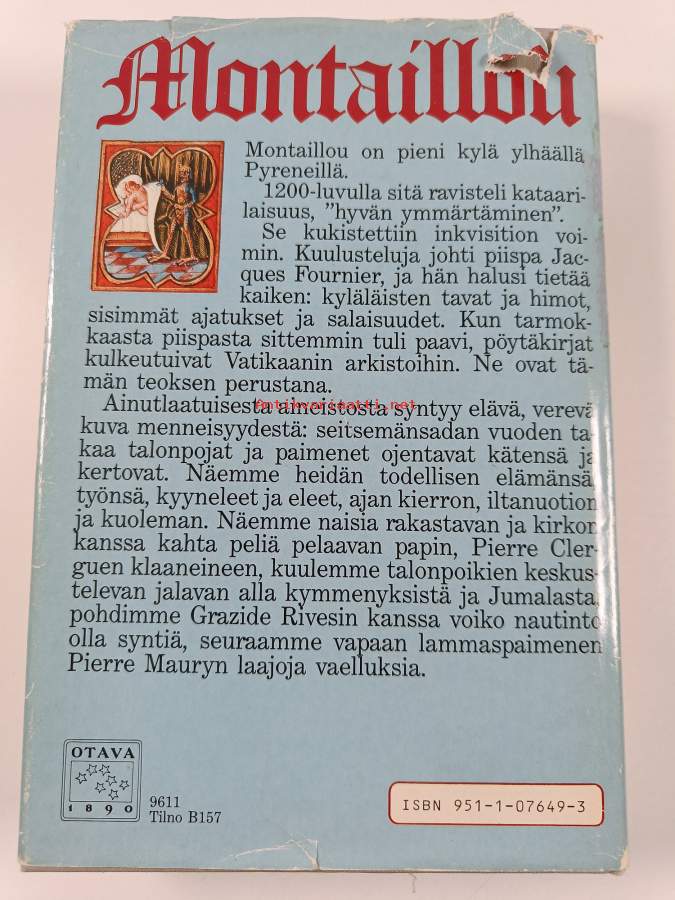 Montaillou
Montaillou on pieni kylä ylhäällä
Pyreneillä.
1200-luvulla sitä ravisteli kataari-
laisuus, ”hyvän ymmärtäminen”.
Se kukistettiin inkvisition voi-
min. Kuulusteluja johti piispa Jac-
ques Fournier, ja hän halusi tietää
kaiken: kyläläisten tavat ja himot,
sisimmät ajatukset ja salaisuudet. Kun tarmok-
kaasta piispasta sittemmin tuli paavi, pöytäkirjat
kulkeutuivat Vatikaanin arkistoihin. Ne ovat tä-
män teoksen perustana.
Antikvariaatti.net
Ainutlaatuisesta aineistosta syntyy elävä, verevä
kuva menneisyydestä: seitsemänsadan vuoden ta-
kaa talonpojat ja paimenet ojentavat kätensä ja
kertovat. Näemme heidän todellisen elämänsä,
työnsä, kyyneleet ja eleet, ajan kierron, iltanuotion
ja kuoleman. Näemme naisia rakastavan ja kirkon
kanssa kahta peliä pelaavan papin, Pierre Cler-
guen klaaneineen, kuulemme talonpoikien keskus-
televan jalavan alla kymmenyksistä ja Jumalasta,
pohdimme Grazide Rivesin kanssa voiko nautinto
olla syntiä, seuraamme vapaan lammaspaimenen
Pierre Mauryn laajoja vaelluksia.
OTAVA
1890
9611
Tilno B157
ISBN 951-1-07649-3